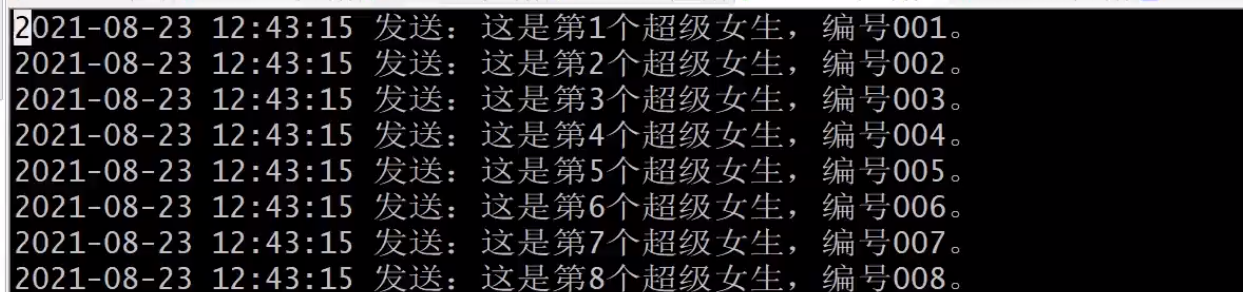 2021-08-23 12:43:15 发送：这是第1个超级女生，编号001。
2021-08-23 12:43:15 发送：这是第2个超级女生，编号002。
2021-08-23 12:43:15 发送：这是第3个超级女生，编号003。
2021-08-23 12:43:15 发送：这是第4个超级女生，编号004。
2021-08-23 12:43:15 发送：这是第5个超级女生，编号005。
2021-08-23 12:43:15 发送：这是第6个超级女生，编号006。
2021-08-23 12:43:15 发送：这是第7个超级女生，编号007。
2021-08-23 12:43:15 发送：这是第8个超级女生，编号008。